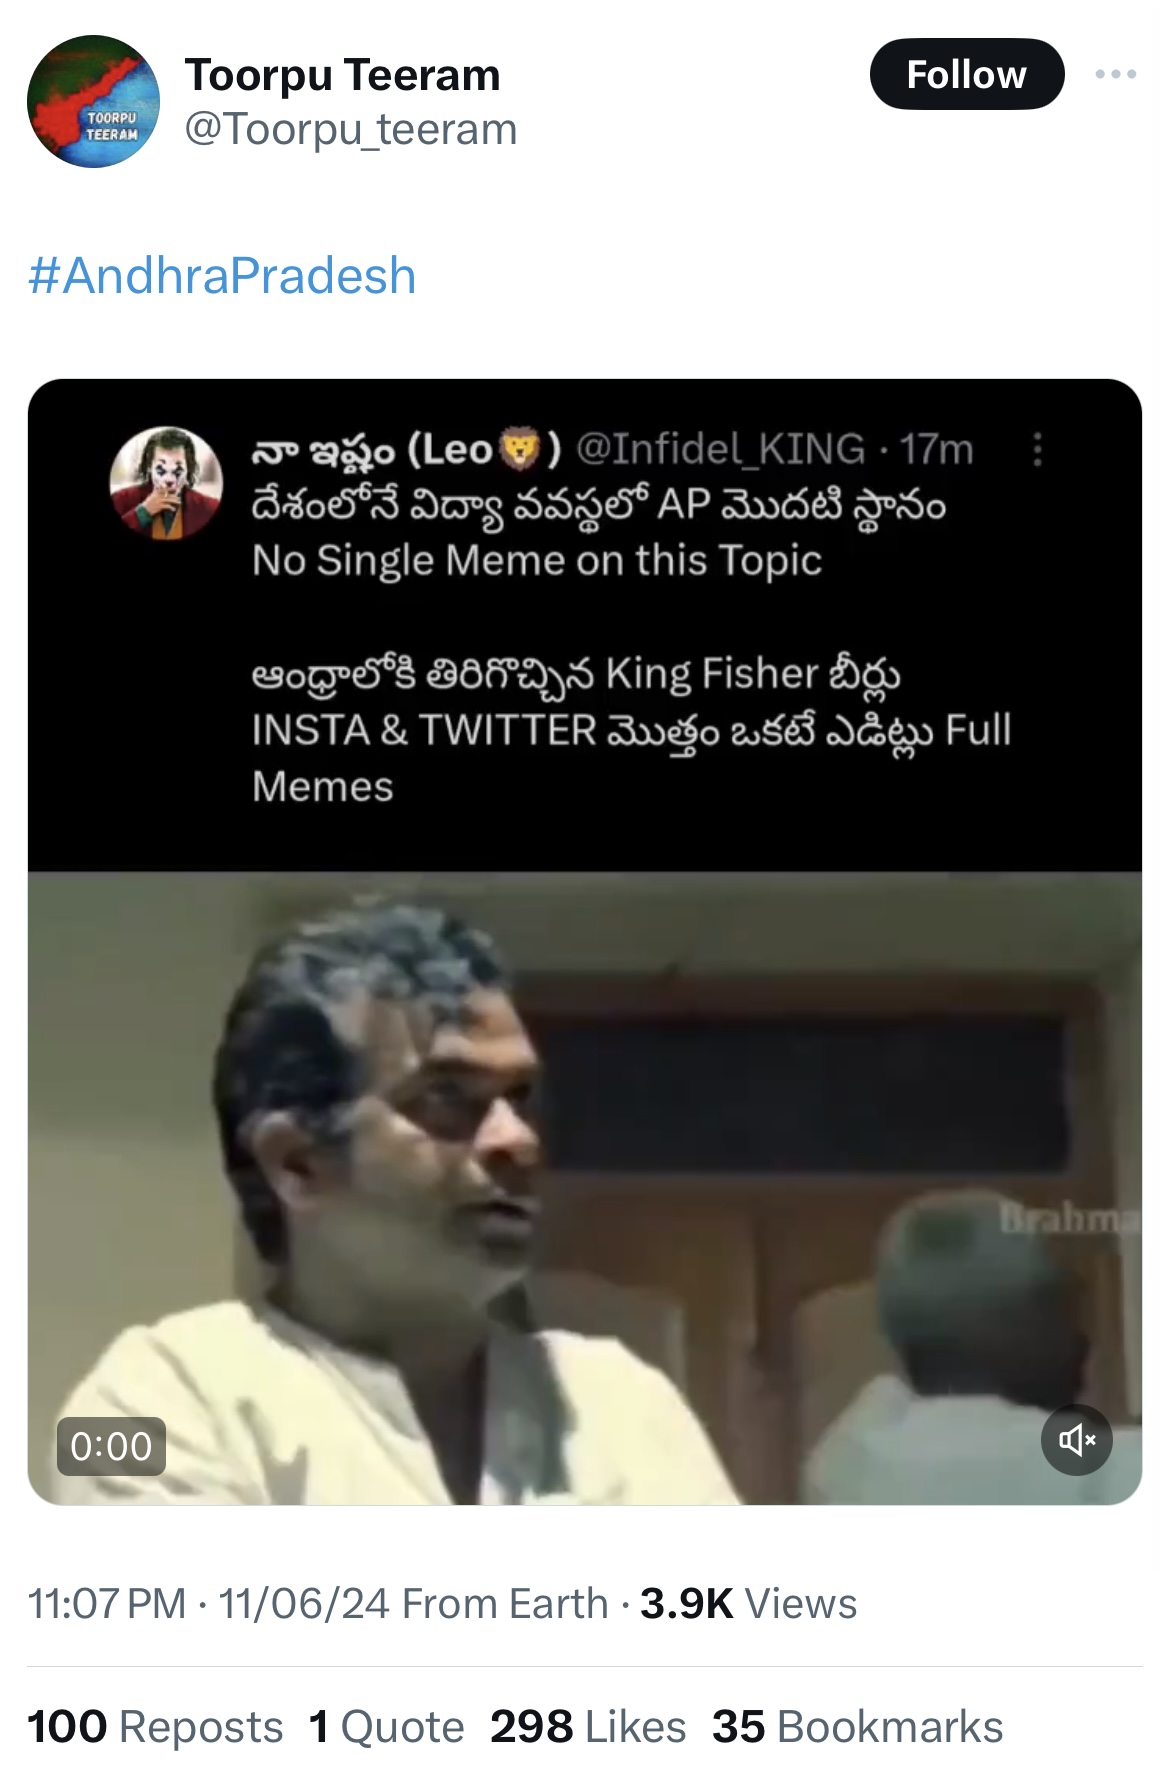 Toorpu Teeram
@Toorpu_teeram
Follow
TOORPU
TEERAM
#AndhraPradesh
నా ఇష్టం (Leo🦁) @Infidel_KING · 17m
దేశంలోనే విద్యా వవస్థలో AP మొదటి స్థానం
No Single Meme on this Topic
ఆంధ్రాలోకి తిరిగొచ్చిన King Fisher బీర్లు
INSTA & TWITTER మొత్తం ఒకటే ఎడిట్లు Full
Memes
Brahma
0:00
11:07 PM · 11/06/24 From Earth · 3.9K Views
100 Reposts 1 Quote 298 Likes 35 Bookmarks